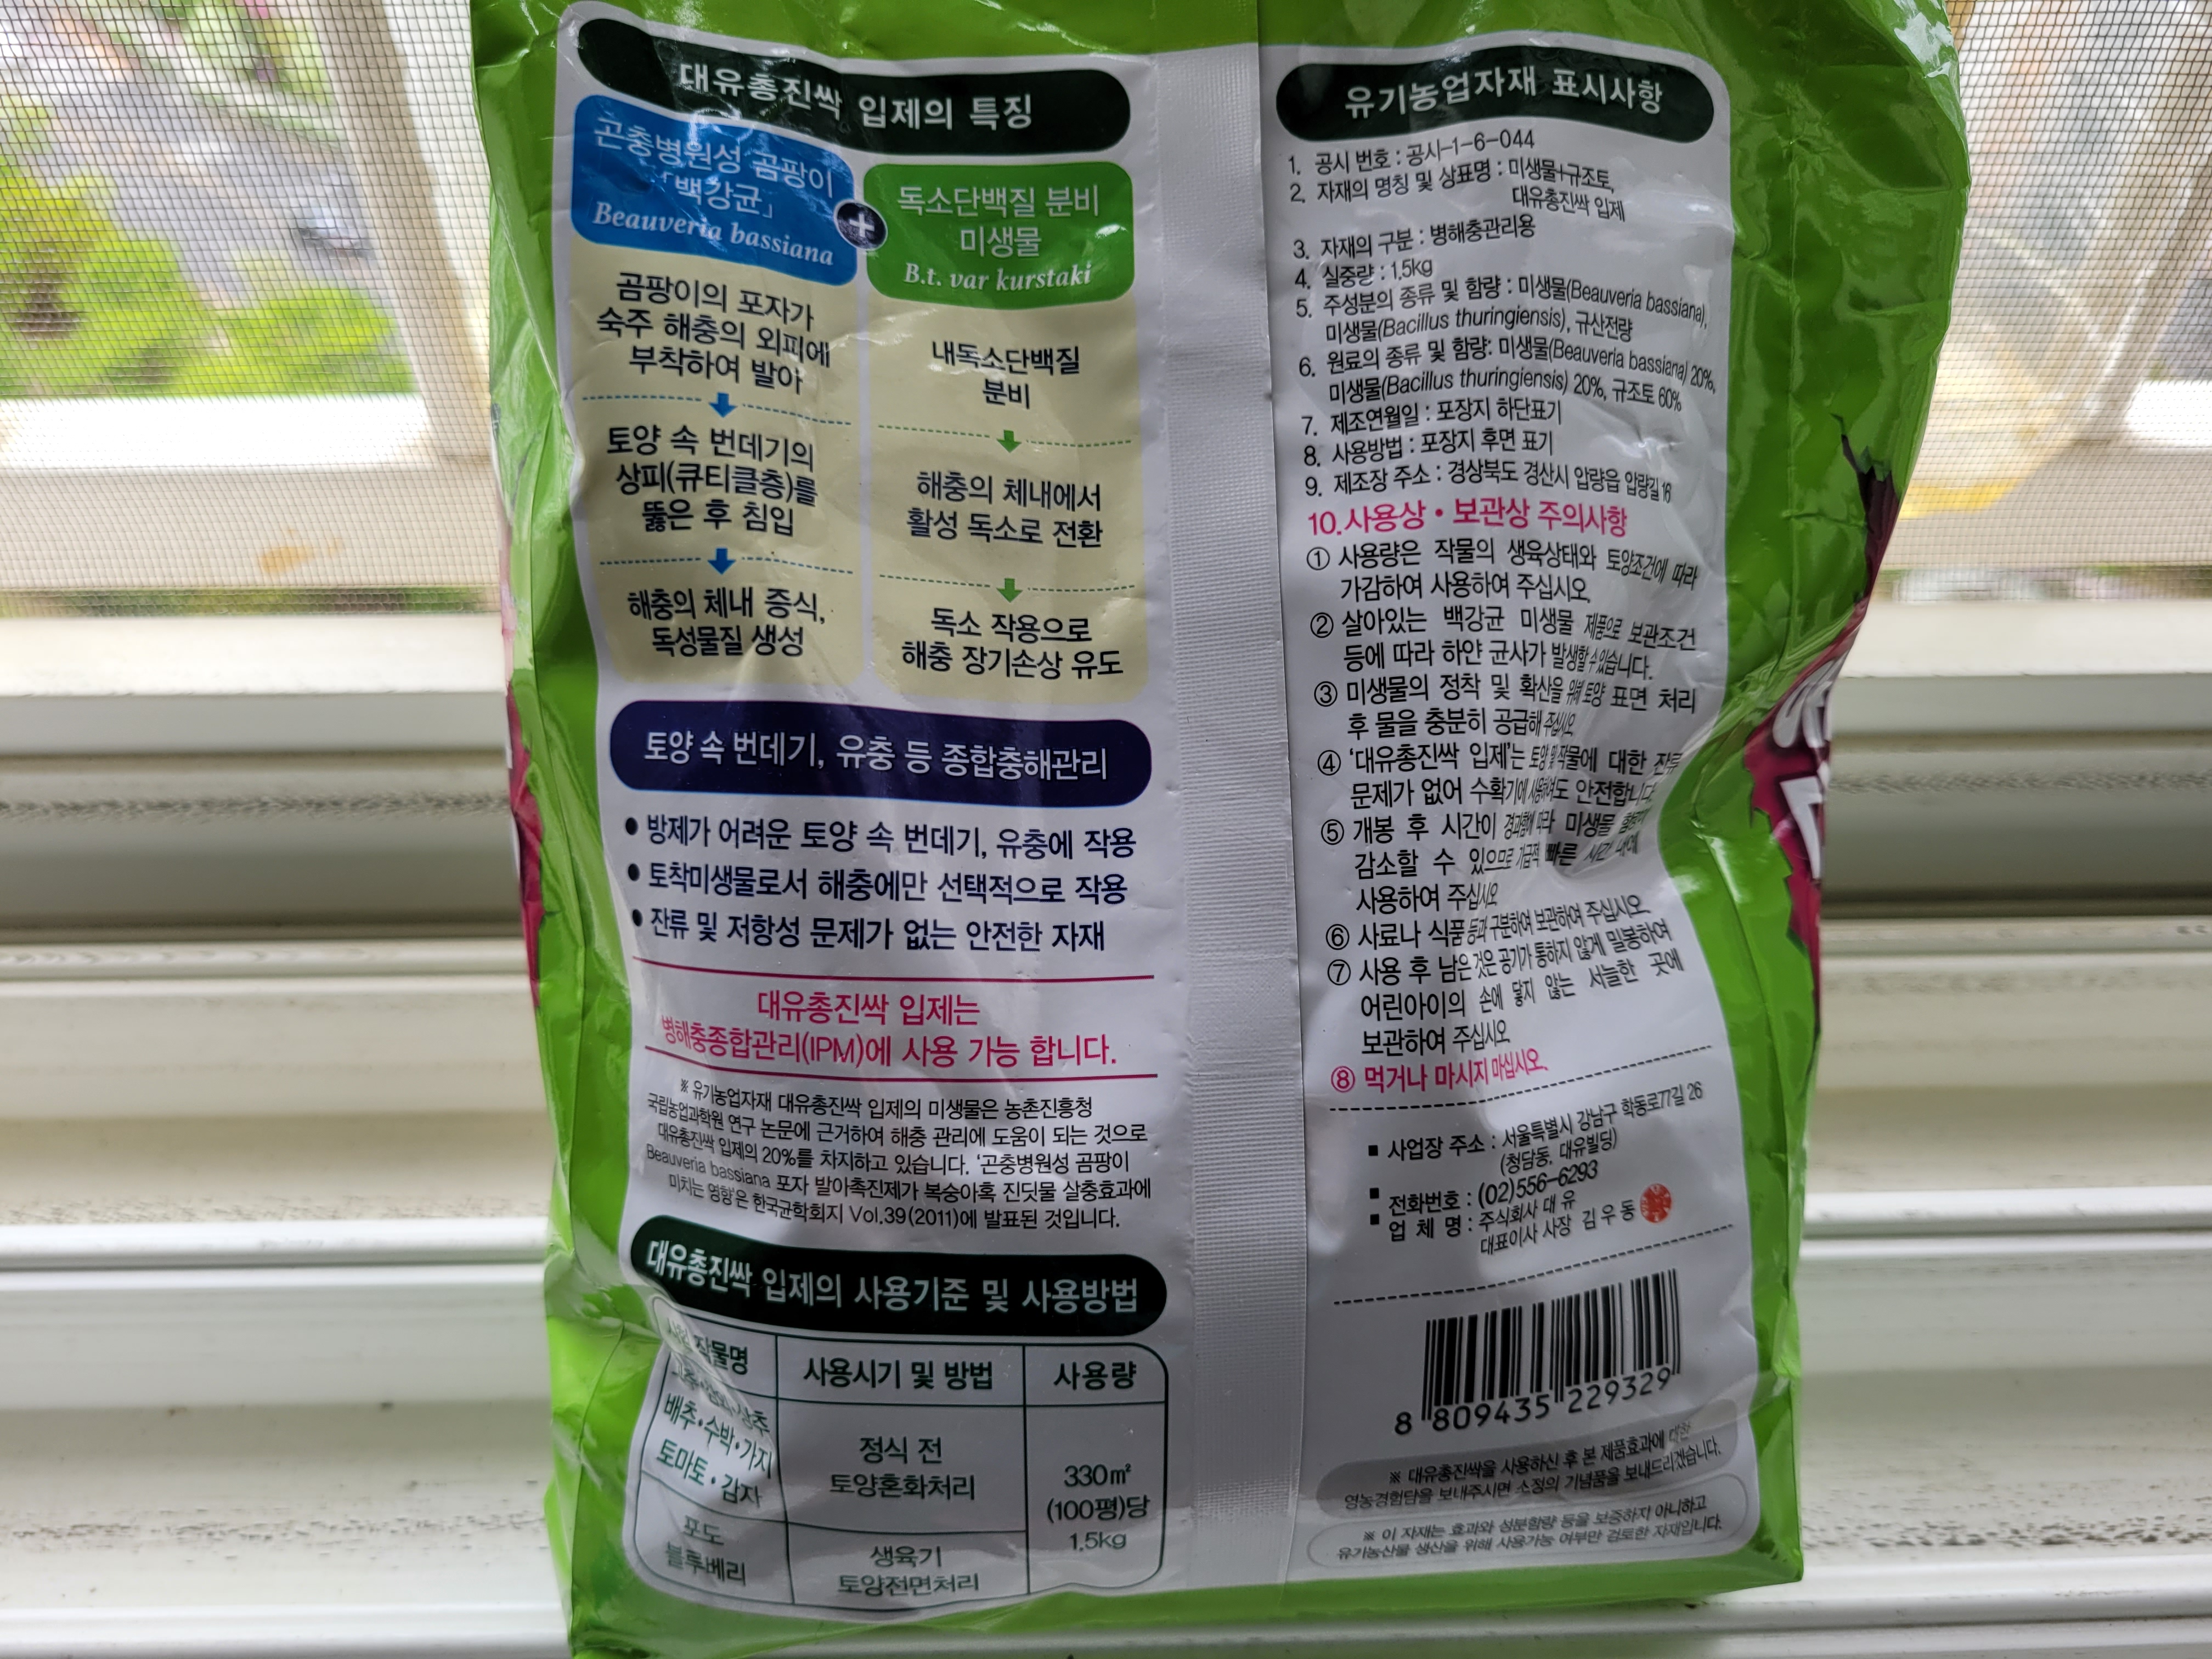 대유총진싹 입제의 특징
곤충병원성 곰팡이
「백강균」
Beauveria bassiana
+
독소단백질 분비
미생물
B.t. var kurstaki
곰팡이의 포자가
숙주 해충의 외피에
부착하여 발아
토양 속 번데기의
상피(큐티클층)를
뚫은 후 침입
해충의 체내 증식,
독성물질 생성
내독소단백질
분비
해충의 체내에서
활성 독소로 전환
독소 작용으로
해충 장기손상 유도
토양 속 번데기, 유충 등 종합충해관리
• 방제가 어려운 토양 속 번데기, 유충에 작용
• 토착미생물로서 해충에만 선택적으로 작용
• 잔류 및 저항성 문제가 없는 안전한 자재
대유총진싹 입제는
병해충종합관리(IPM)에 사용 가능 합니다.
※ 유기농업자재 대유총진싹 입제의 미생물은 농촌진흥청
국립농업과학원 연구 논문에 근거하여 해충 관리에 도움이 되는 것으로
대유총진싹 입제의 20%를 차지하고 있습니다. '곤충병원성 곰팡이
Beauveria bassiana 포자 발아촉진제가 복숭아혹 진딧물 살충효과에
미치는 영향'은 한국균학회지 Vol.39(2011)에 발표된 것입니다.
대유총진싹 입제의 사용기준 및 사용방법
작물명
사용시기 및 방법
사용량
배추·수박·가지
토마토·감자
정식 전
토양혼화처리
330㎡
(100평)당
1.5kg
포도
블루베리
생육기
토양전면처리
유기농업자재 표시사항
1. 공시 번호 : 공시-1-6-044
2. 자재의 명칭 및 상표명 : 미생물+규조토,
대유총진싹 입제
3. 자재의 구분 : 병해충관리용
4. 실중량 : 1.5kg
5. 주성분의 종류 및 함량 : 미생물(Beauveria bassiana),
미생물(Bacillus thuringiensis), 규산전량
6. 원료의 종류 및 함량: 미생물(Beauveria bassiana) 20%,
미생물(Bacillus thuringiensis) 20%, 규조토 60%
7. 제조연월일 : 포장지 하단표기
8. 사용방법 : 포장지 후면 표기
9. 제조장 주소 : 경상북도 경산시 압량읍 압량길 16
10. 사용상·보관상 주의사항
① 사용량은 작물의 생육상태와 토양조건에 따라
가감하여 사용하여 주십시오.
② 살아있는 백강균 미생물 제품으로 보관조건
등에 따라 하얀 균사가 발생할 수 있습니다.
③ 미생물의 정착 및 확산을 위해 토양 표면 처리
후 물을 충분히 공급해 주십시오
④ '대유총진싹 입제'는 토양 및 작물에 대한 잔류
문제가 없어 수확기에 사용하여도 안전합니다.
⑤ 개봉 후 시간이 경과함에 따라 미생물
감소할 수 있으므로 가급적 빠른 시간 내에
사용하여 주십시오
⑥ 사료나 식품 등과 구분하여 보관하여 주십시오.
⑦ 사용 후 남은 것은 공기가 통하지 않게 밀봉하여
어린아이의 손에 닿지 않는 서늘한 곳에
보관하여 주십시오
⑧ 먹거나 마시지 마십시오.
■ 사업장 주소 : 서울특별시 강남구 학동로77길 26
(청담동, 대유빌딩)
■ 전화번호 : (02)556-6293
■ 업 체 명 : 주식회사 대 유
대표이사 사장 김 우 동
8 809435 229329
※ 대유총진싹을 사용하신 후 본 제품효과에 대한
영농경험담을 보내주시면 소정의 기념품을 보내드리겠습니다.
※ 이 자재는 효과와 성분함량 등을 보증하지 아니하고
유기농산물 생산을 위해 사용가능 여부만 검토한 자재입니다.